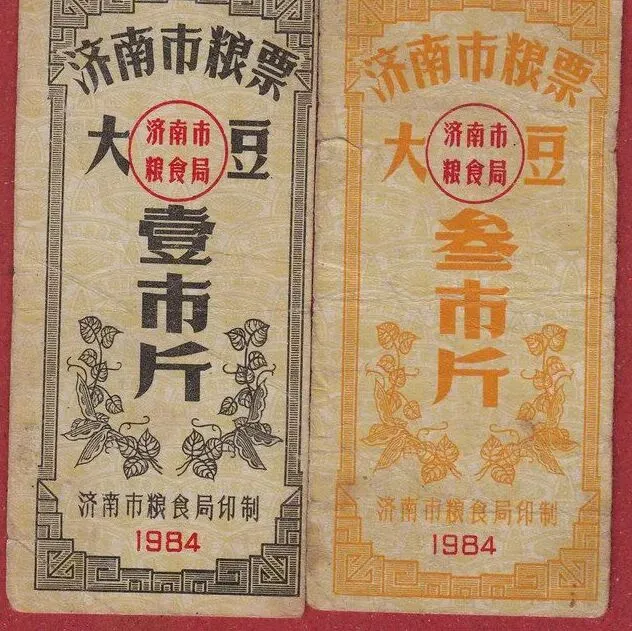 济南市粮票
大豆
济南市
粮食局
壹市斤
济南市粮食局印制
1984
济南市粮票
大豆
济南市
粮食局
叁市斤
济南市粮食局印制
1984